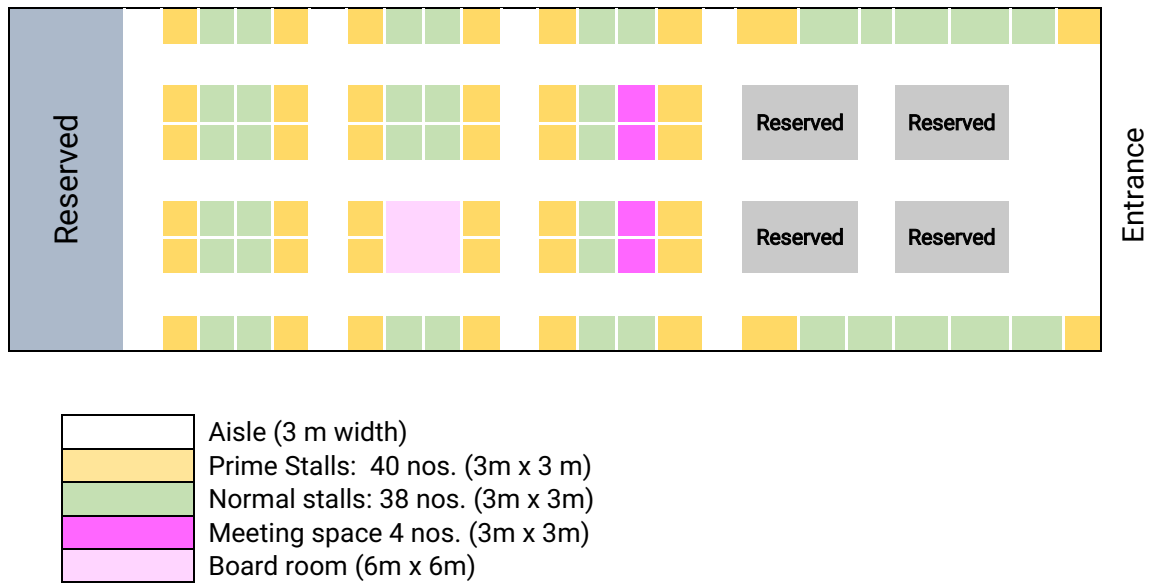 Reserved
Reserved
Reserved
Reserved
Reserved
Entrance
Aisle (3 m width)
Prime Stalls:  40 nos. (3m x 3 m)
Normal stalls: 38 nos. (3m x 3m)
Meeting space 4 nos. (3m x 3m)
Board room (6m x 6m)